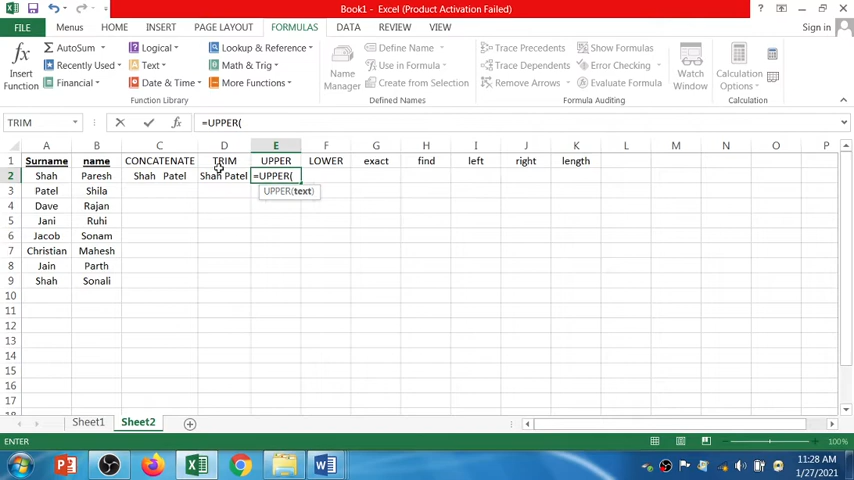 Book1 - Excel (Product Activation Failed)
FILE Menus HOME INSERT PAGE LAYOUT FORMULAS DATA REVIEW VIEW Sign in
AutoSum Logical Lookup & Reference Define Name Trace Precedents Show Formulas
Recently Used Text Math & Trig Use in Formula Trace Dependents Error Checking
Insert Function Financial Date & Time More Functions Name Manager Create from Selection Remove Arrows Evaluate Formula Watch Window Calculation Options
Function Library Defined Names Formula Auditing Calculation
TRIM =UPPER(
A B C D E F G H I J K L M N O P
1 Surname name CONCATENATE TRIM UPPER LOWER exact find left right length
2 Shah Paresh Shah Patel Shah Patel =UPPER(
3 Patel Shila UPPER(text)
4 Dave Rajan
5 Jani Ruhi
6 Jacob Sonam
7 Christian Mahesh
8 Jain Parth
9 Shah Sonali
10
11
12
13
14
15
16
17
Sheet1 Sheet2
ENTER 100%
11:28 AM
1/27/2021